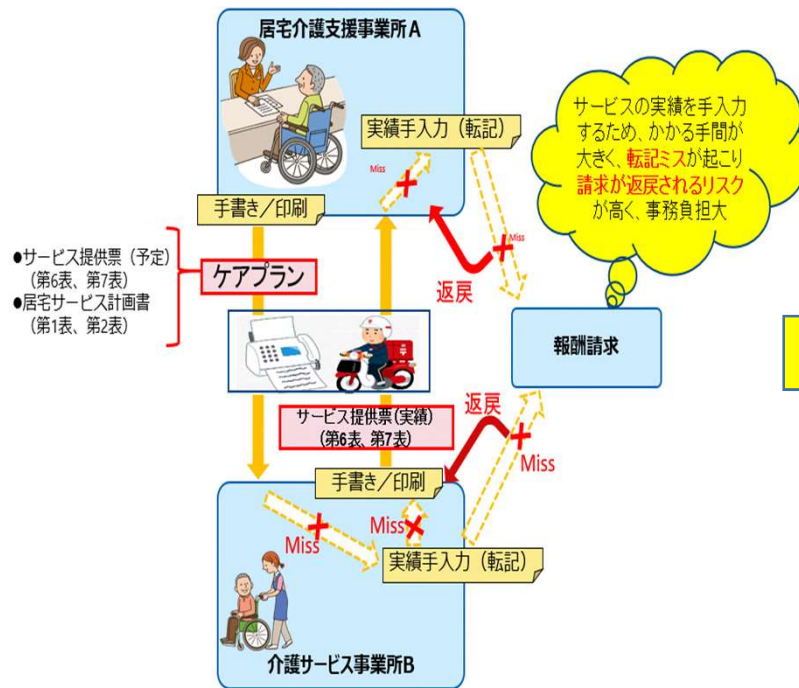 居宅介護支援事業所A
実績手入力（転記）
Miss
Miss
手書き／印刷
返戻
サービスの実績を手入力
するため、かかる手間が
大きく、転記ミスが起こり
請求が返戻されるリスク
が高く、事務負担大
●サービス提供票（予定）
（第6表、第7表）
●居宅サービス計画書
（第1表、第2表）
ケアプラン
報酬請求
サービス提供票（実績）
（第6表、第7表）
返戻
Miss
手書き／印刷
Miss
Miss
実績手入力（転記）
介護サービス事業所B